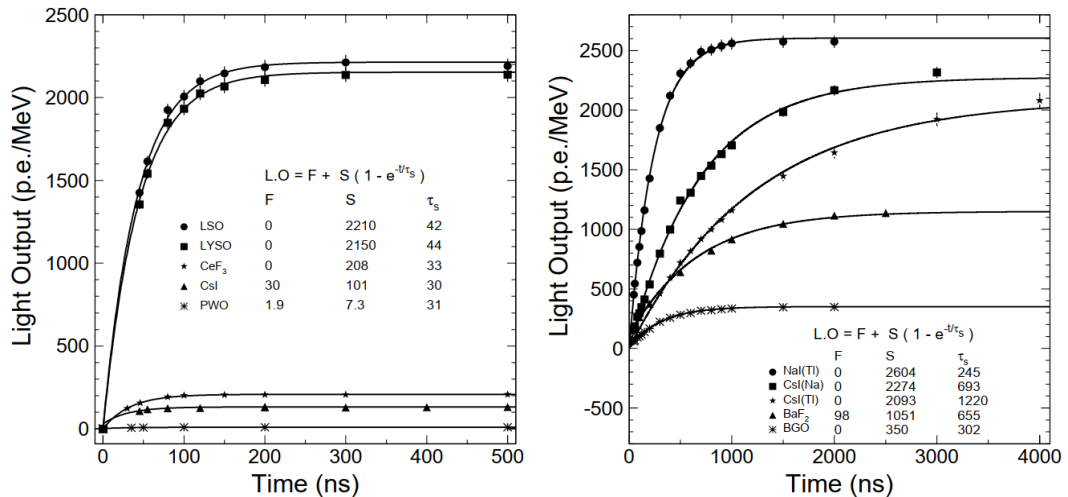 Light Output (p.e./MeV)
2500
2000
1500
1000
500
0
L.O = F + S ( 1 - e^-t/τs)
F S τs
LSO 0 2210 42
LYSO 0 2150 44
CeF3 0 208 33
CsI 30 101 30
PWO 1.9 7.3 31
0 100 200 300 400 500
Time (ns)
Light Output (p.e./MeV)
2500
2000
1500
1000
500
0
-500
L.O = F + S ( 1 - e^-t/τs)
F S τs
NaI(Tl) 0 2604 245
CsI(Na) 0 2274 693
CsI(Tl) 0 2093 1220
BaF2 98 1051 655
BGO 0 350 302
0 1000 2000 3000 4000
Time (ns)